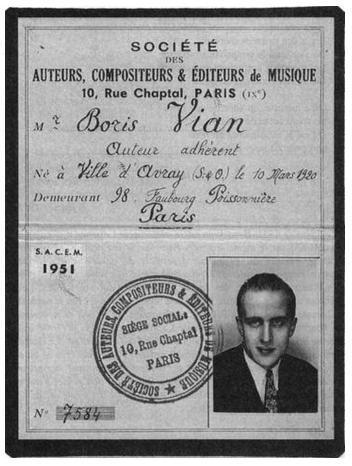 SOCIÉTÉ
DES
AUTEURS, COMPOSITEURS & ÉDITEURS de MUSIQUE
10, Rue Chaptal, PARIS (IXe)
Mr Boris Vian
Auteur adhérent
Né à Ville d'Avray (S&O.) le 10 Mars 1920
Demeurant 98. Faubourg Poissonnière
Paris
S.A.C.E.M.
1951
SOCIÉTÉ DES AUTEURS, COMPOSITEURS & ÉDITEURS DE MUSIQUE
SIÈGE SOCIAL:
10, Rue Chaptal
PARIS
No 7584